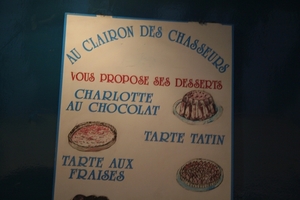 AU CLAIRON DES CHASSEURS
VOUS PROPOSE SES DESSERTS
CHARLOTTE
AU CHOCOLAT
TARTE TATIN
TARTE AUX
FRAISES